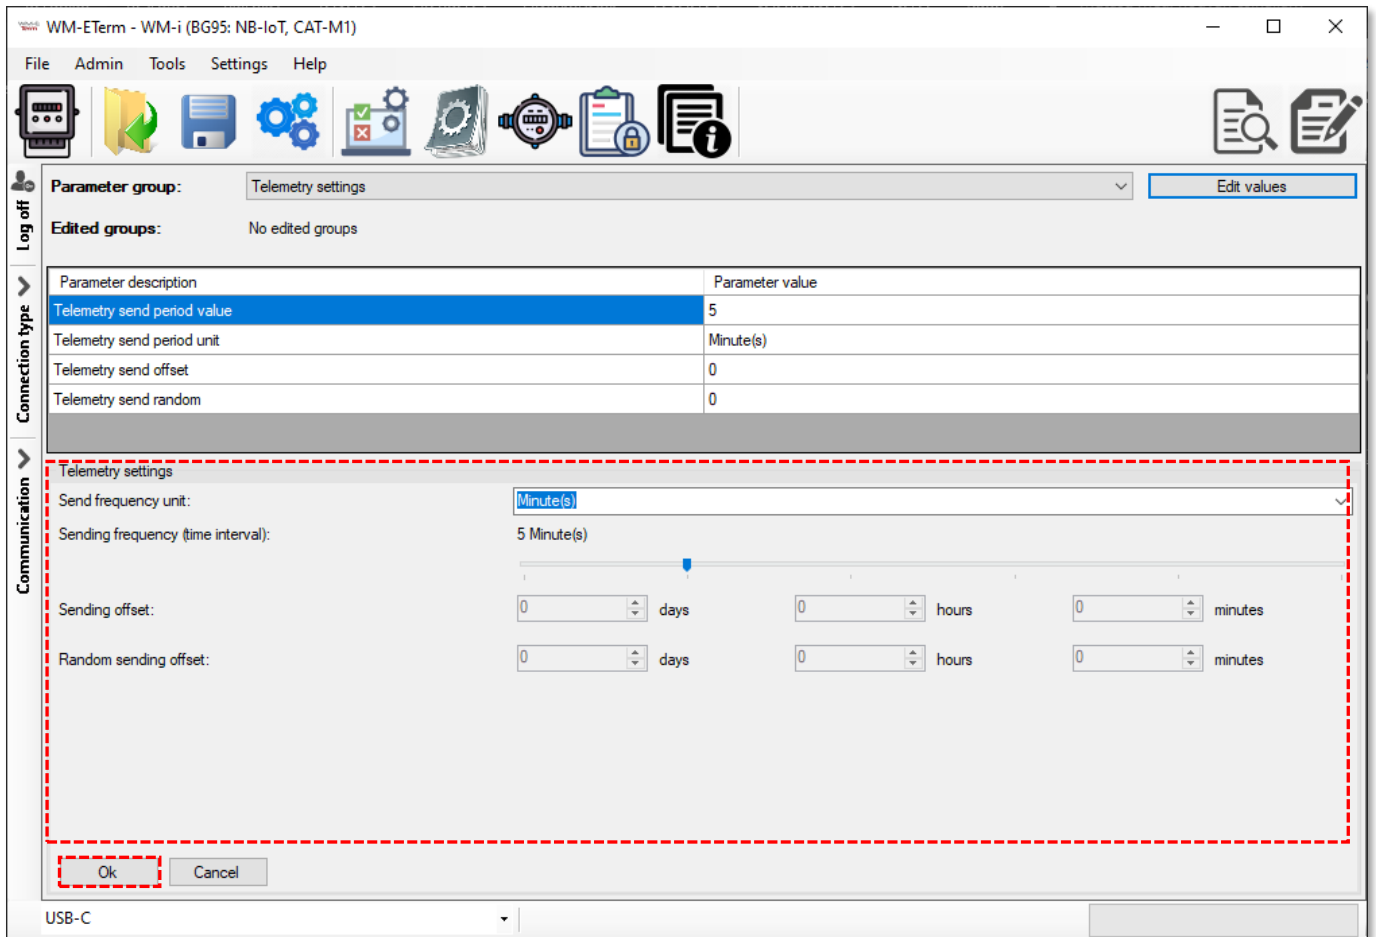 WM-ETerm - WM-i (BG95: NB-IoT, CAT-M1)
File Admin Tools Settings Help
Log off
Connection type
Communication
Parameter group: Telemetry settings Edit values
Edited groups: No edited groups
Parameter description Parameter value
Telemetry send period value 5
Telemetry send period unit Minute(s)
Telemetry send offset 0
Telemetry send random 0
Telemetry settings
Send frequency unit: Minute(s)
Sending frequency (time interval): 5 Minute(s)
Sending offset: 0 days 0 hours 0 minutes
Random sending offset: 0 days 0 hours 0 minutes
Ok Cancel
USB-C